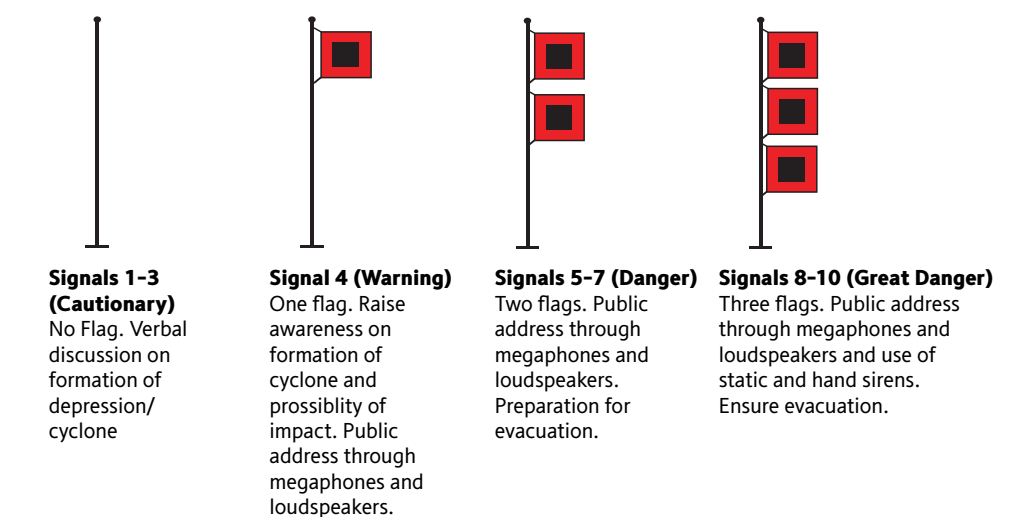 Signals 1–3
(Cautionary)
No Flag. Verbal
discussion on
formation of
depression/
cyclone
Signal 4 (Warning)
One flag. Raise
awareness on
formation of
cyclone and
prossiblity of
impact. Public
address through
megaphones and
loudspeakers.
Signals 5–7 (Danger)
Two flags. Public
address through
megaphones and
loudspeakers.
Preparation for
evacuation.
Signals 8–10 (Great Danger)
Three flags. Public address
through megaphones and
loudspeakers and use of
static and hand sirens.
Ensure evacuation.